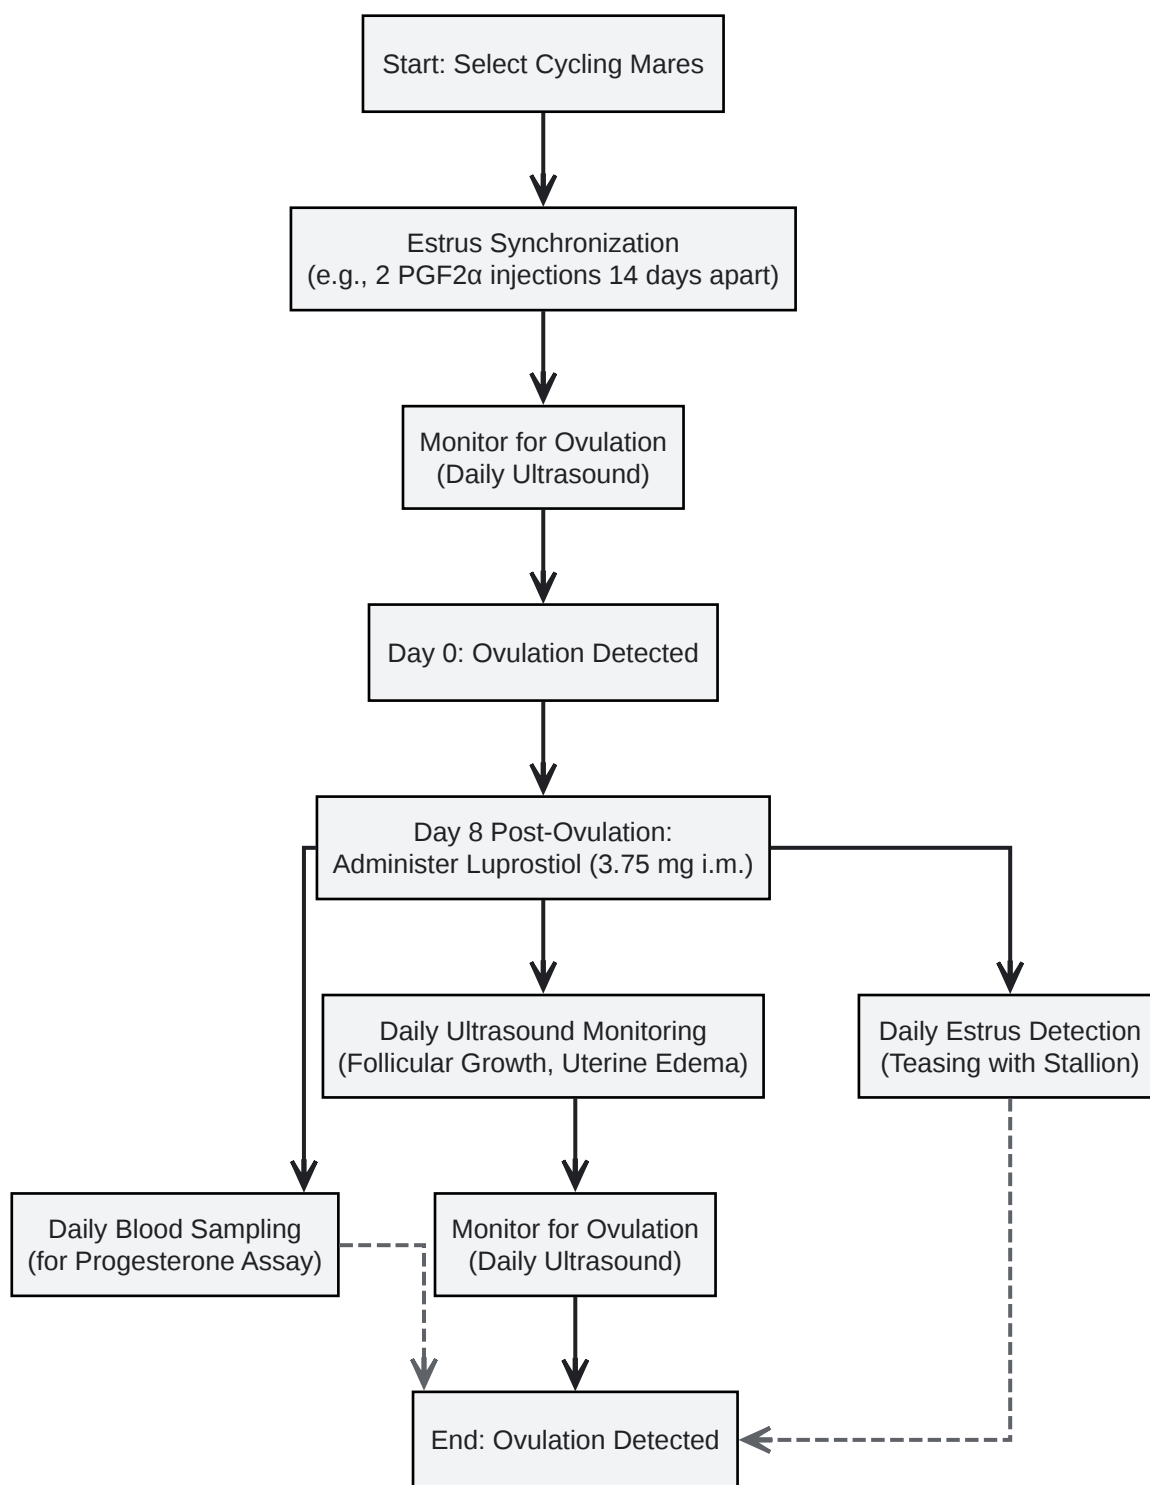 Start: Select Cycling Mares
Estrus Synchronization
(e.g., 2 PGF2α injections 14 days apart)
Monitor for Ovulation
(Daily Ultrasound)
Day 0: Ovulation Detected
Day 8 Post-Ovulation:
Administer Luprostiol (3.75 mg i.m.)
Daily Ultrasound Monitoring
(Follicular Growth, Uterine Edema)
Daily Estrus Detection
(Teasing with Stallion)
Daily Blood Sampling
(for Progesterone Assay)
Monitor for Ovulation
(Daily Ultrasound)
End: Ovulation Detected